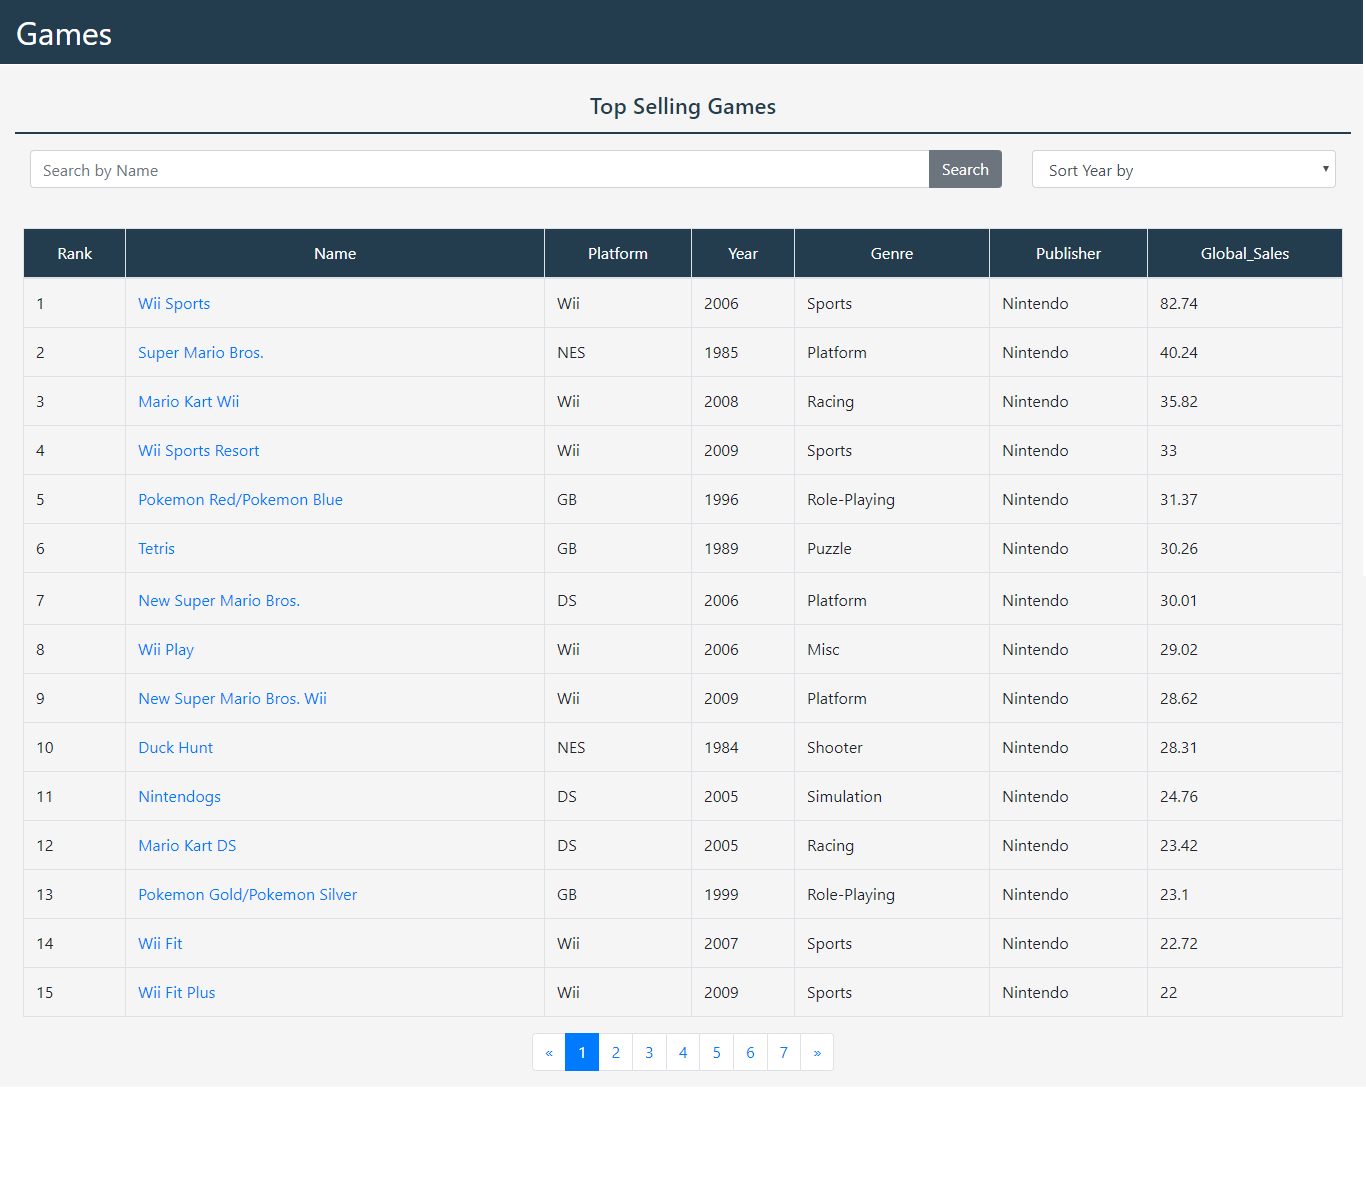 Games
Top Selling Games
Search by Name Search Sort Year by
Rank Name Platform Year Genre Publisher Global_Sales
1 Wii Sports Wii 2006 Sports Nintendo 82.74
2 Super Mario Bros. NES 1985 Platform Nintendo 40.24
3 Mario Kart Wii Wii 2008 Racing Nintendo 35.82
4 Wii Sports Resort Wii 2009 Sports Nintendo 33
5 Pokemon Red/Pokemon Blue GB 1996 Role-Playing Nintendo 31.37
6 Tetris GB 1989 Puzzle Nintendo 30.26
7 New Super Mario Bros. DS 2006 Platform Nintendo 30.01
8 Wii Play Wii 2006 Misc Nintendo 29.02
9 New Super Mario Bros. Wii Wii 2009 Platform Nintendo 28.62
10 Duck Hunt NES 1984 Shooter Nintendo 28.31
11 Nintendogs DS 2005 Simulation Nintendo 24.76
12 Mario Kart DS DS 2005 Racing Nintendo 23.42
13 Pokemon Gold/Pokemon Silver GB 1999 Role-Playing Nintendo 23.1
14 Wii Fit Wii 2007 Sports Nintendo 22.72
15 Wii Fit Plus Wii 2009 Sports Nintendo 22
« 1 2 3 4 5 6 7 »